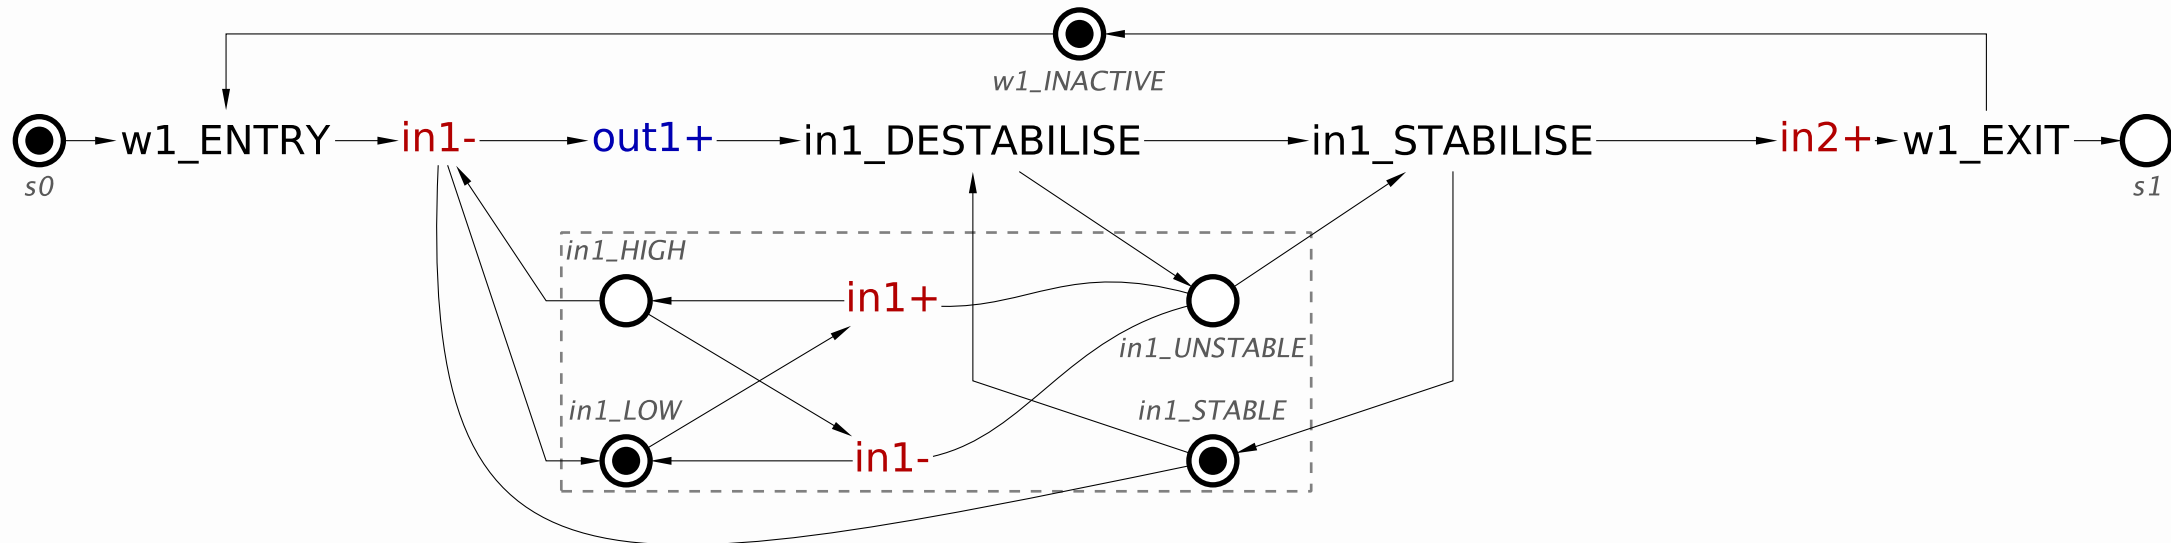 w1_INACTIVE
w1_ENTRY in1- out1+ in1_DESTABILISE in1_STABILISE in2+ w1_EXIT
s0 s1
in1_HIGH
in1+
in1_UNSTABLE
in1_LOW in1_STABLE
in1-